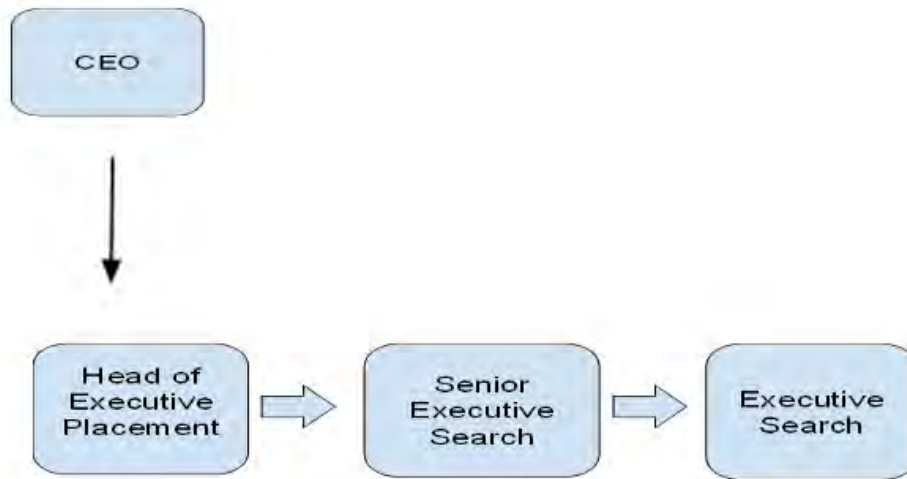 CEO
Head of
Executive
Placement
Senior
Executive
Search
Executive
Search